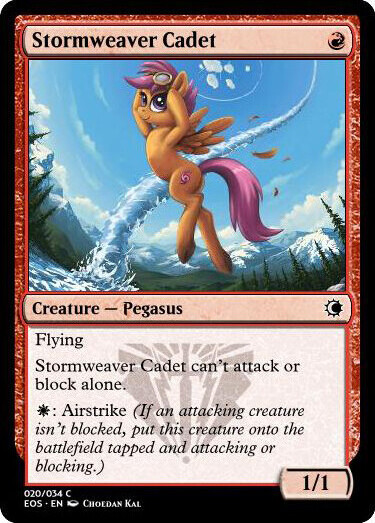 Stormweaver Cadet
Creature — Pegasus
Flying
Stormweaver Cadet can't attack or
block alone.
: Airstrike (If an attacking creature
isn't blocked, put this creature onto the
battlefield tapped and attacking or
blocking.)
1/1
020/034 C
EOS · EN Choedan Kal